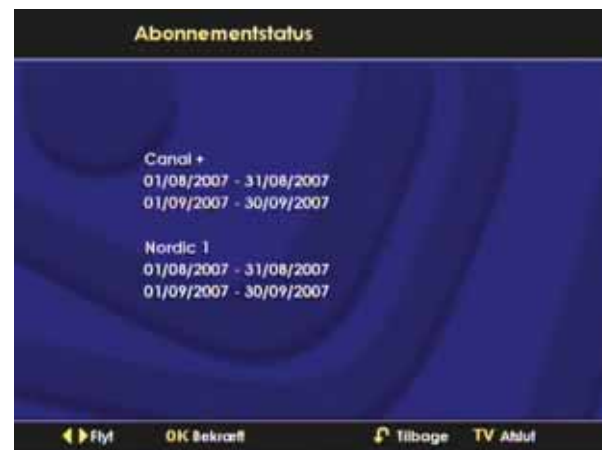 Abonnementstatus
Canal +
01/08/2007 - 31/08/2007
01/09/2007 - 30/09/2007
Nordic 1
01/08/2007 - 31/08/2007
01/09/2007 - 30/09/2007
Flyt OK Bekræft Tilbage TV Afslut